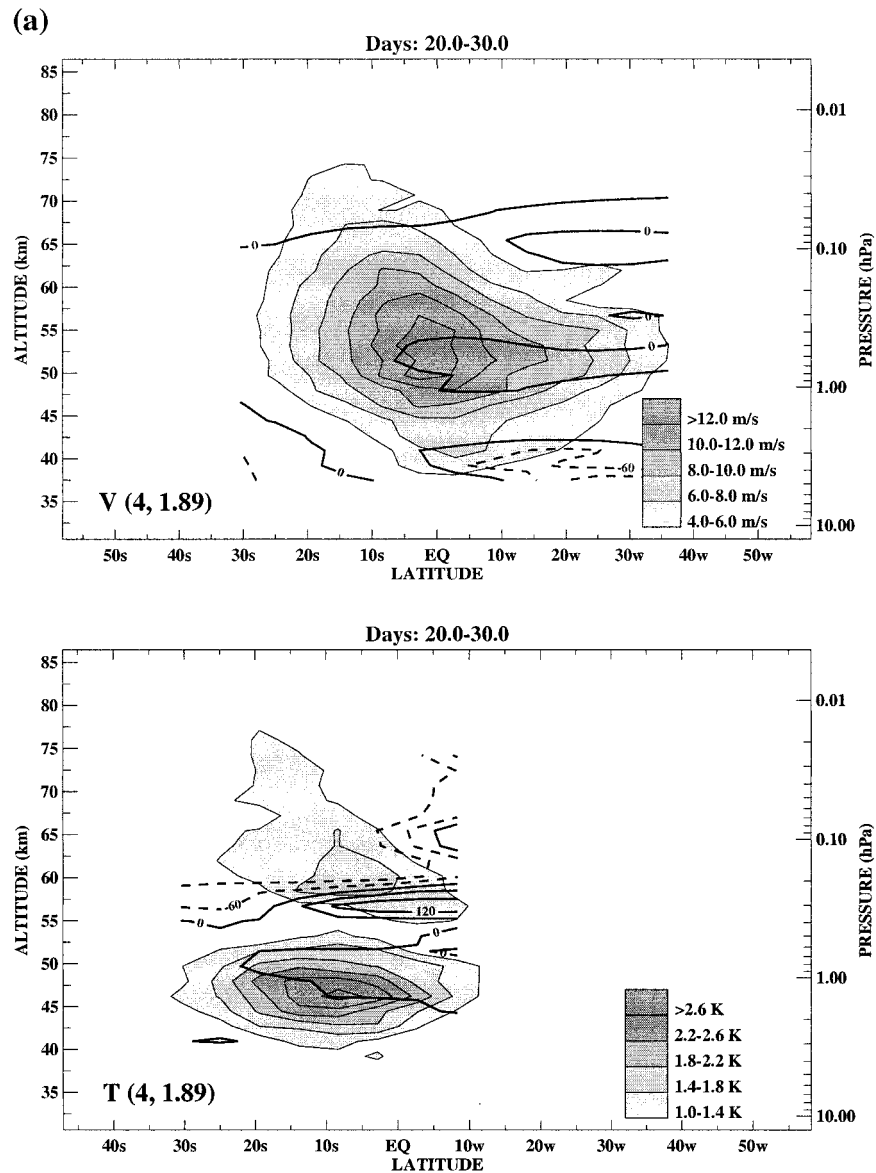 (a)
Days: 20.0-30.0
85
80
75
70
65
60
55
50
45
40
35
ALTITUDE (km)
0.01
0.10
1.00
10.00
PRESSURE (hPa)
0
0
0
0
0
0
-60
>12.0 m/s
10.0-12.0 m/s
8.0-10.0 m/s
6.0-8.0 m/s
4.0-6.0 m/s
V (4, 1.89)
50s 40s 30s 20s 10s EQ 10w 20w 30w 40w 50w
LATITUDE
Days: 20.0-30.0
85
80
75
70
65
60
55
50
45
40
35
ALTITUDE (km)
0.01
0.10
1.00
10.00
PRESSURE (hPa)
-60
0
120
0
0
>2.6 K
2.2-2.6 K
1.8-2.2 K
1.4-1.8 K
1.0-1.4 K
T (4, 1.89)
40s 30s 20s 10s EQ 10w 20w 30w 40w 50w
LATITUDE